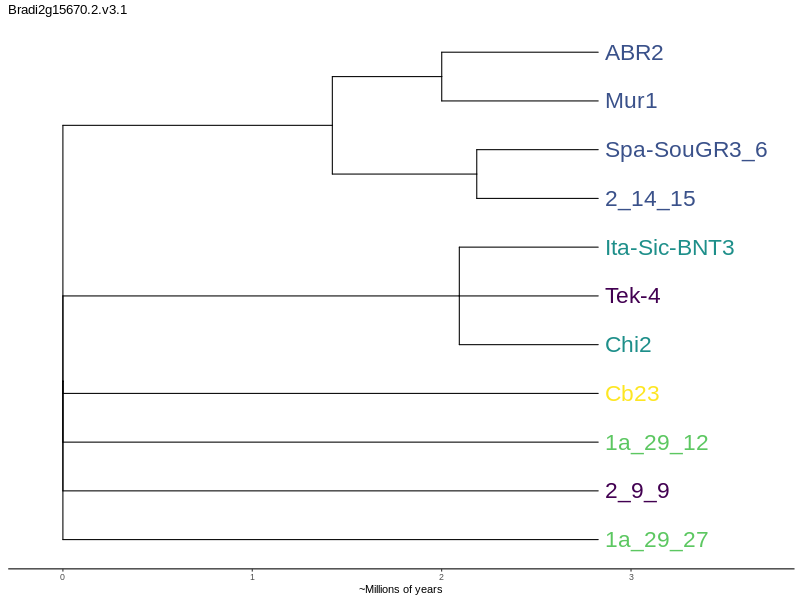 Bradi2g15670.2.v3.1
ABR2
Mur1
Spa-SouGR3_6
2_14_15
Ita-Sic-BNT3
Tek-4
Chi2
Cb23
1a_29_12
2_9_9
1a_29_27
0 1 2 3
~Millions of years